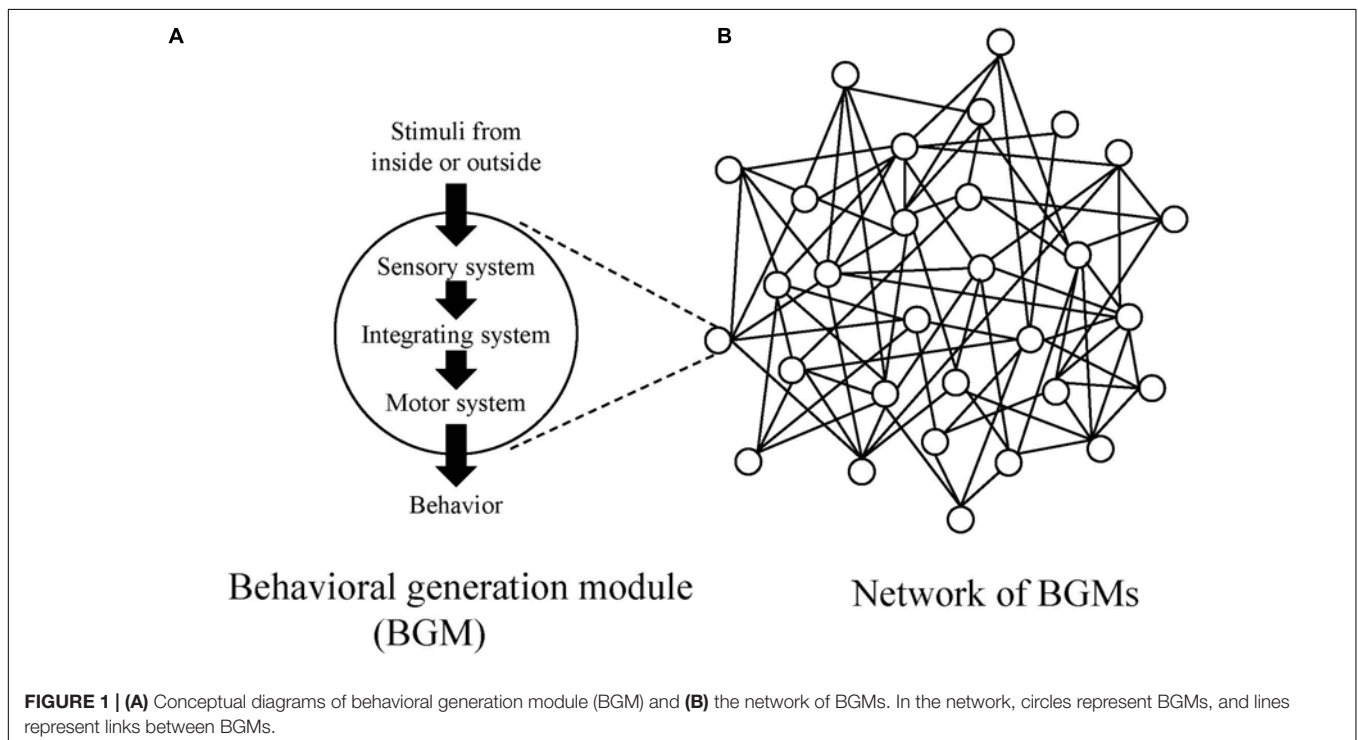 A
B
Stimuli from
inside or outside
Sensory system
Integrating system
Motor system
Behavior
Behavioral generation module
(BGM)
Network of BGMs
FIGURE 1 | (A) Conceptual diagrams of behavioral generation module (BGM) and (B) the network of BGMs. In the network, circles represent BGMs, and lines
represent links between BGMs.